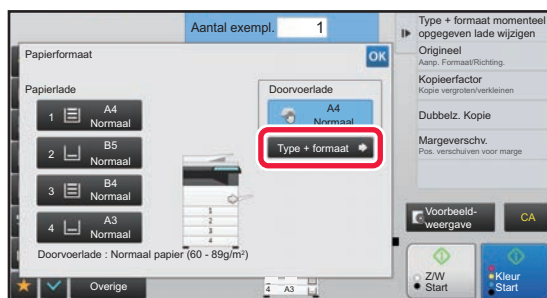 Aantal exempl. 1
Papierformaat
OK
Papierlade
1 A4
Normaal
2 B5
Normaal
3 B4
Normaal
4 A3
Normaal
Doorvoerlade
A4
Normaal
Type + formaat
1
2
3
4
Doorvoerlade : Normaal papier (60 - 89g/m²)
Overige
4 A3
Type + formaat momenteel
opgegeven lade wijzigen
Origineel
Aanp. Formaat/Richting.
Kopieerfactor
Kopie vergroten/verkleinen
Dubbelz. Kopie
Margeverschv.
Pos. verschuiven voor marge
Voorbeeld-
weergave
CA
Z/W
Start
Kleur
Start